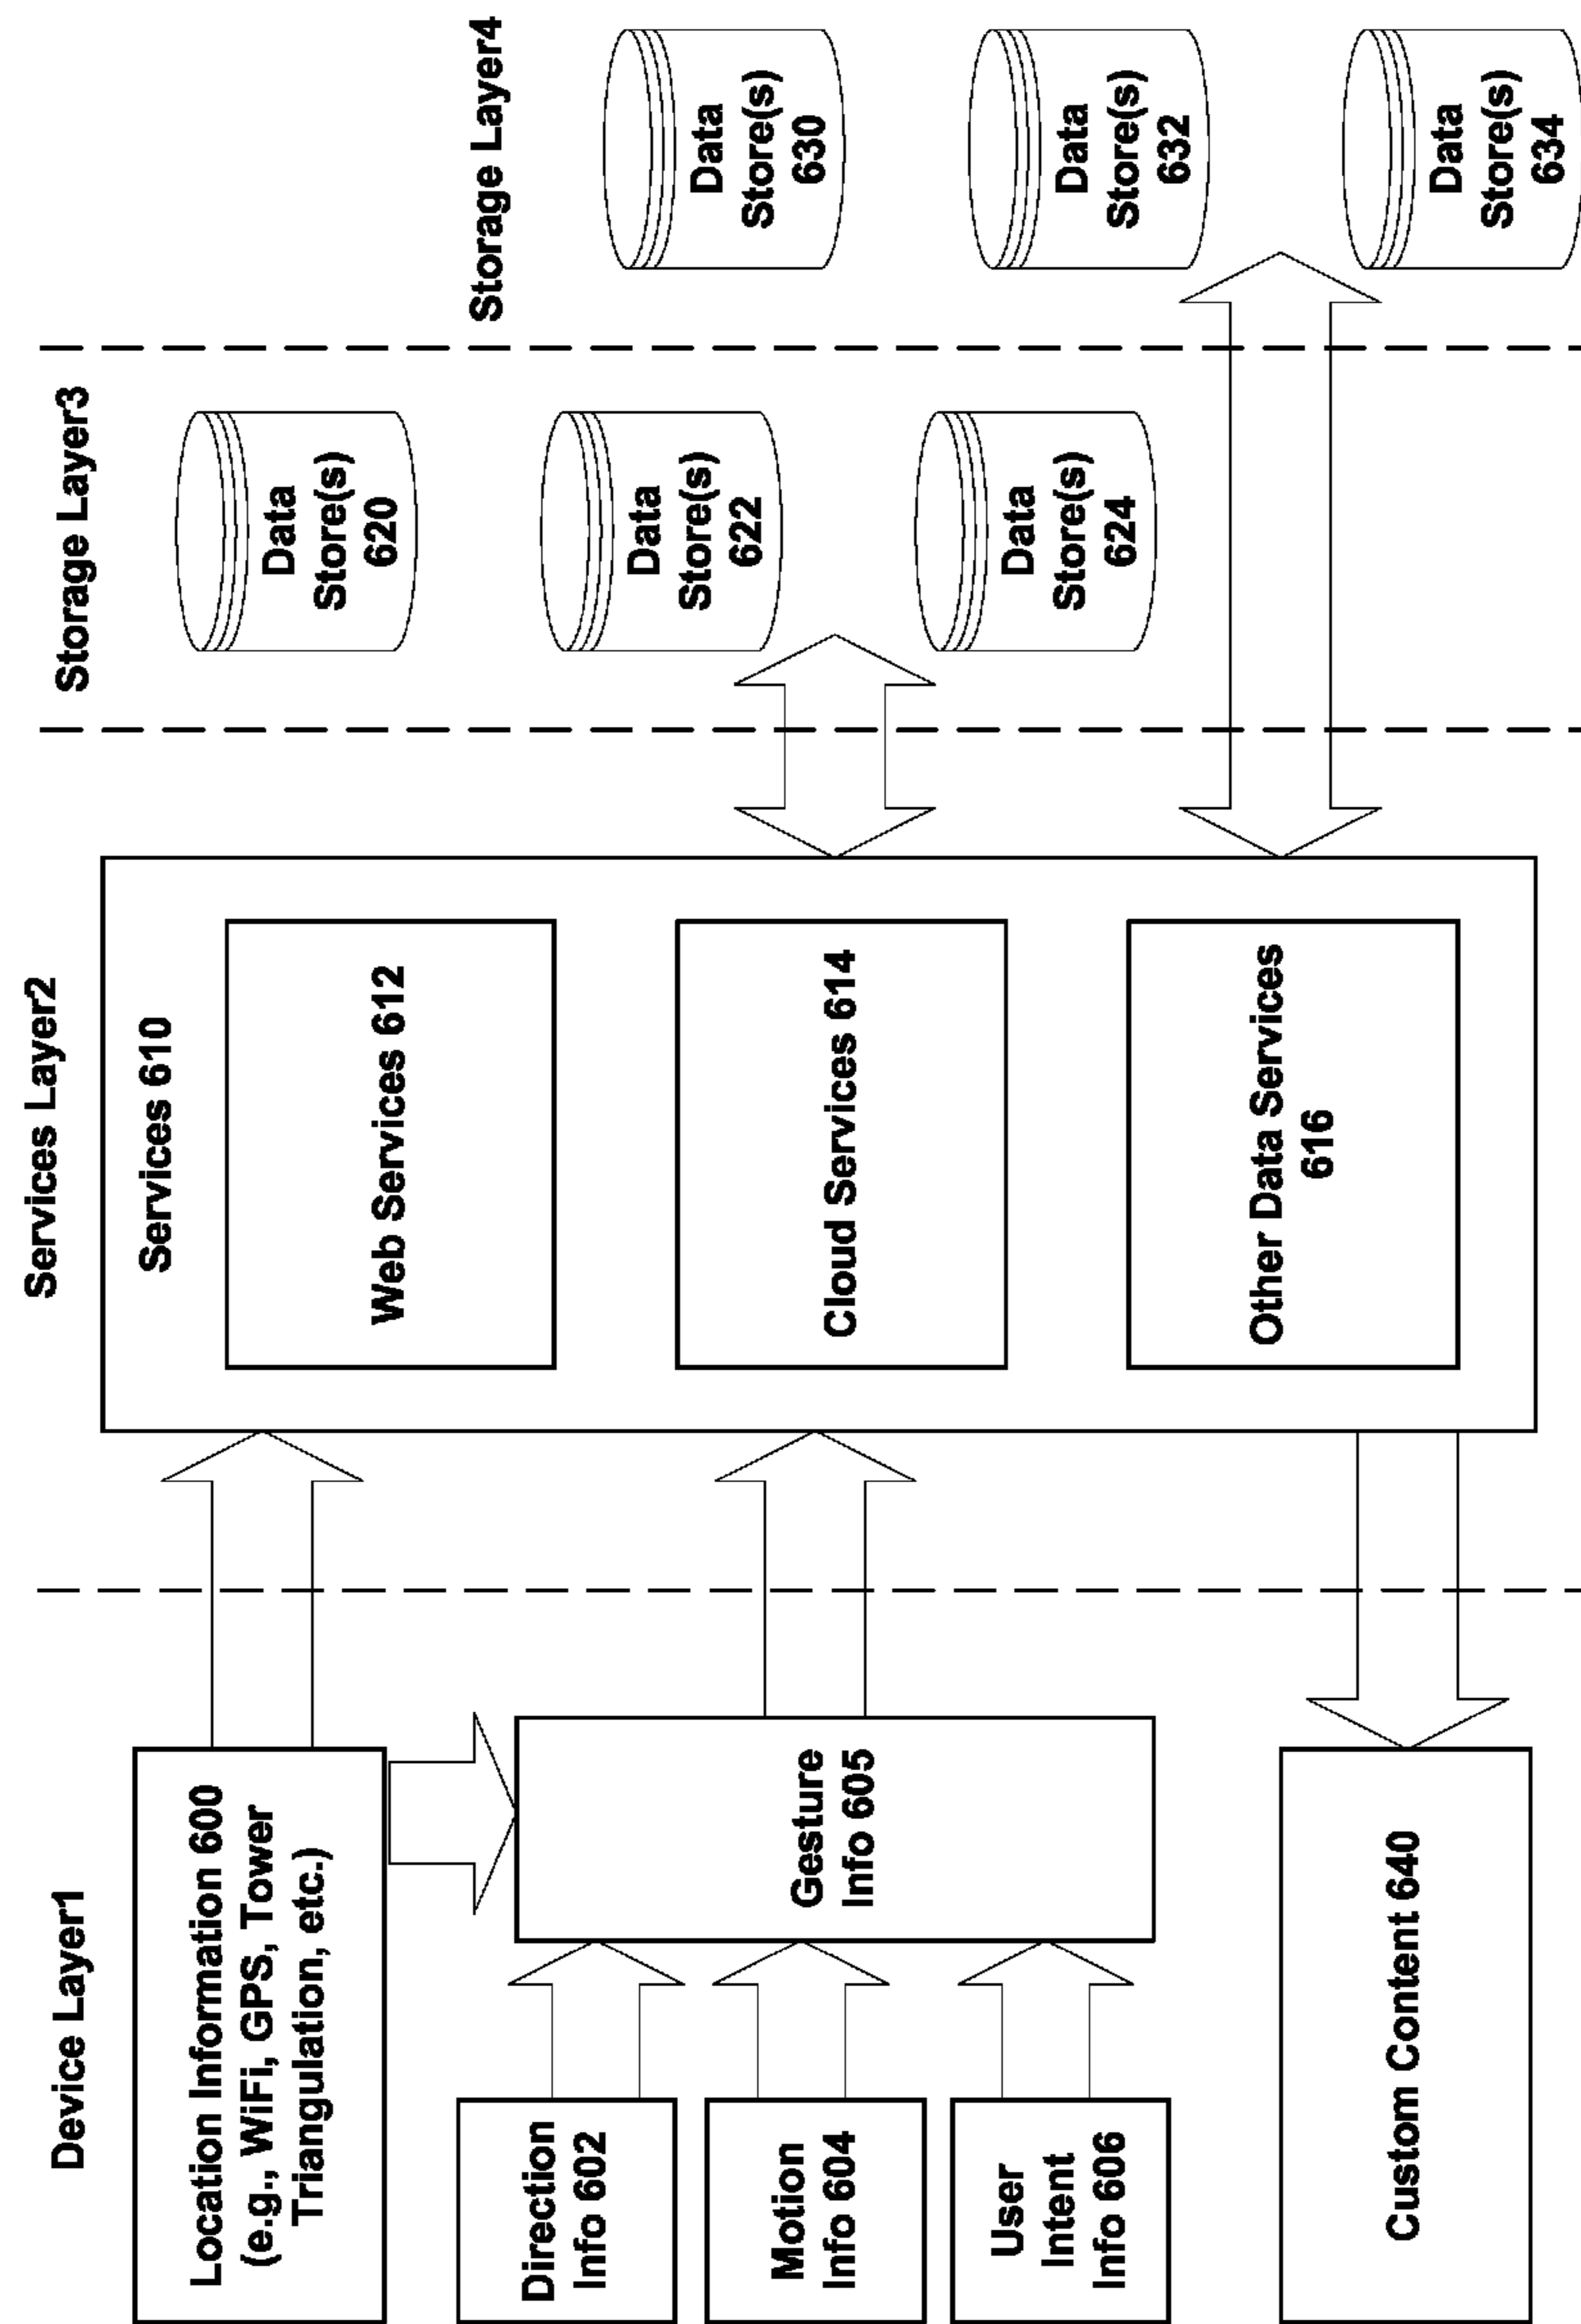 Device Layer1
Location Information 600
(e.g., WiFi, GPS, Tower
Triangulation, etc.)
Direction
Info 602
Motion
Info 604
User
Intent
Info 606
Gesture
Info 605
Custom Content 640
Services Layer2
Services 610
Web Services 612
Cloud Services 614
Other Data Services
616
Storage Layer3
Data
Store(s)
620
Data
Store(s)
622
Data
Store(s)
624
Storage Layer4
Data
Store(s)
630
Data
Store(s)
632
Data
Store(s)
634